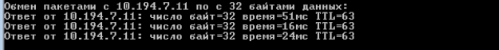 Обмен пакетами с 10.194.7.11 по с 32 байтами данных:
Ответ от 10.194.7.11: число байт=32 время=51мс TTL=63
Ответ от 10.194.7.11: число байт=32 время=16мс TTL=63
Ответ от 10.194.7.11: число байт=32 время=24мс TTL=63